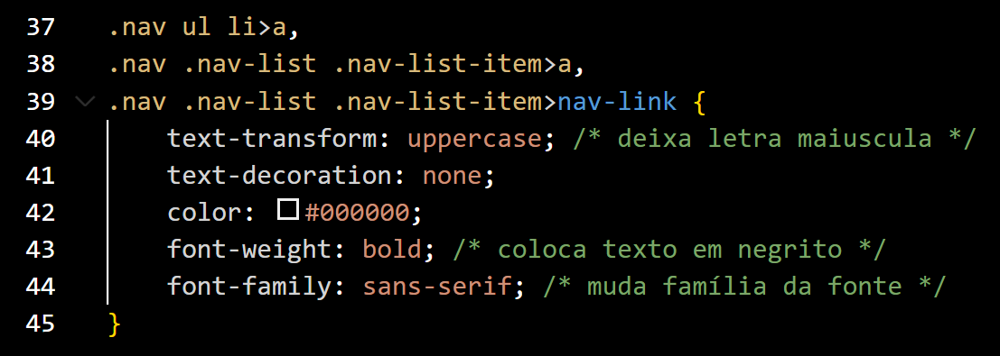 37 .nav ul li>a,
38 .nav .nav-list .nav-list-item>a,
39 .nav .nav-list .nav-list-item>nav-link {
40 text-transform: uppercase; /* deixa letra maiuscula */
41 text-decoration: none;
42 color: #000000;
43 font-weight: bold; /* coloca texto em negrito */
44 font-family: sans-serif; /* muda família da fonte */
45 }